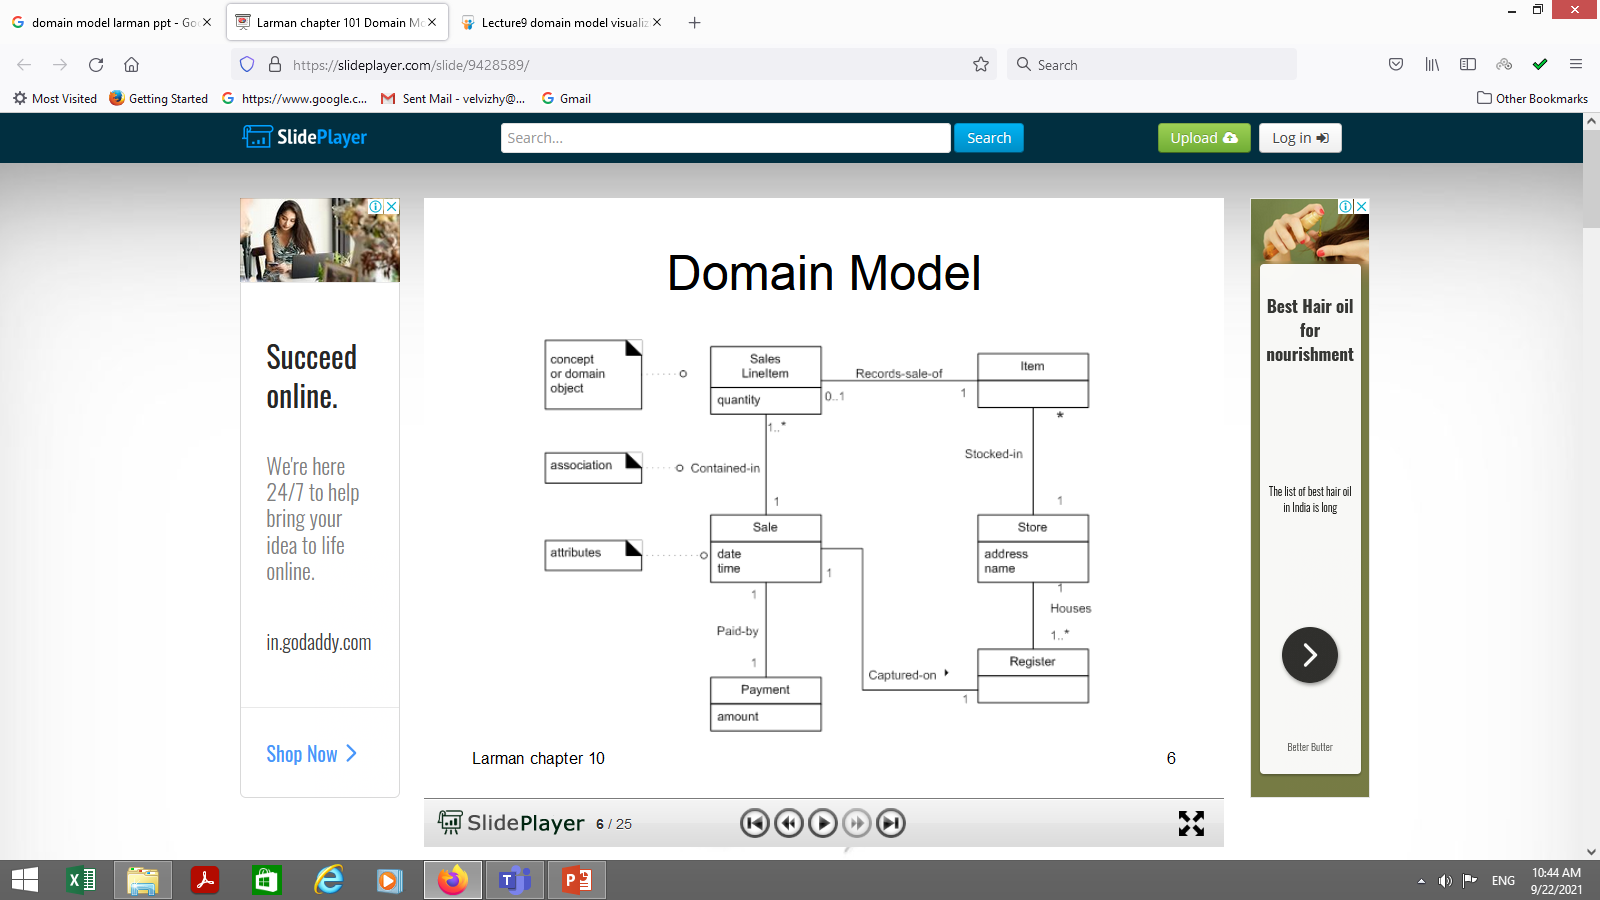 domain model larman ppt - Go
Larman chapter 101 Domain Mo
Lecture9 domain model visualiz
https://slideplayer.com/slide/9428589/
Search
Most Visited
Getting Started
https://www.google.c...
Sent Mail - velvizhy@...
Gmail
Other Bookmarks
SlidePlayer
Search...
Search
Upload
Log in
Succeed
online.
We're here
24/7 to help
bring your
idea to life
online.
in.godaddy.com
Shop Now
Domain Model
concept
or domain
object
Sales
LineItem
quantity
Records-sale-of
0..1
1
Item
1..*
*
association
Contained-in
Stocked-in
1
1
attributes
Sale
date
time
1
Store
address
name
1
1
Houses
Paid-by
1..*
1
Captured-on
Register
1
Payment
amount
Larman chapter 10
6
SlidePlayer
6 / 25
Best Hair oil
for
nourishment
The list of best hair oil
in India is long
Better Butter
ENG
10:44 AM
9/22/2021